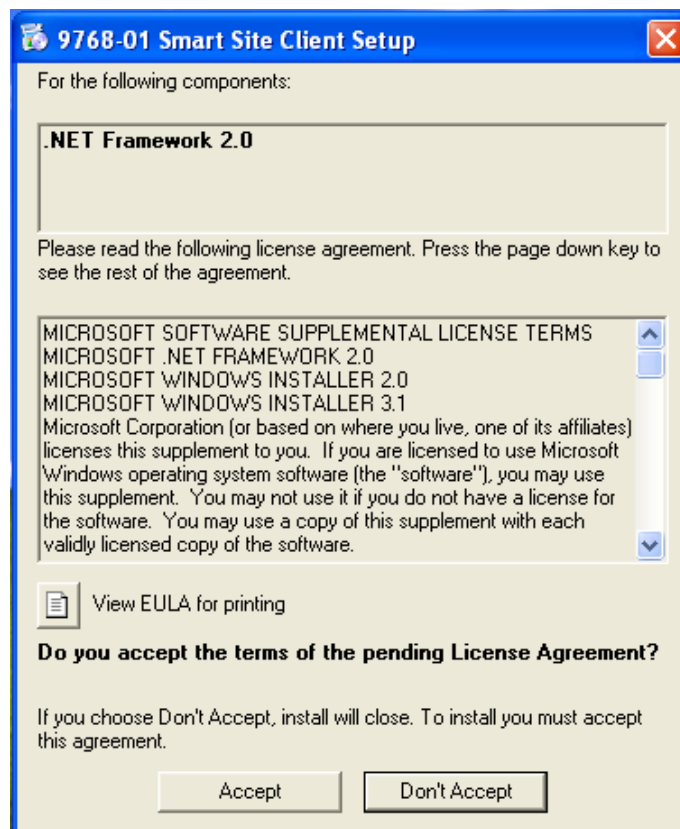 9768-01 Smart Site Client Setup
For the following components:
.NET Framework 2.0
Please read the following license agreement. Press the page down key to
see the rest of the agreement.
MICROSOFT SOFTWARE SUPPLEMENTAL LICENSE TERMS
MICROSOFT .NET FRAMEWORK 2.0
MICROSOFT WINDOWS INSTALLER 2.0
MICROSOFT WINDOWS INSTALLER 3.1
Microsoft Corporation (or based on where you live, one of its affiliates)
licenses this supplement to you.  If you are licensed to use Microsoft
Windows operating system software (the "software"), you may use
this supplement.  You may not use it if you do not have a license for
the software.  You may use a copy of this supplement with each
validly licensed copy of the software.
View EULA for printing
Do you accept the terms of the pending License Agreement?
If you choose Don't Accept, install will close. To install you must accept
this agreement.
Accept
Don't Accept